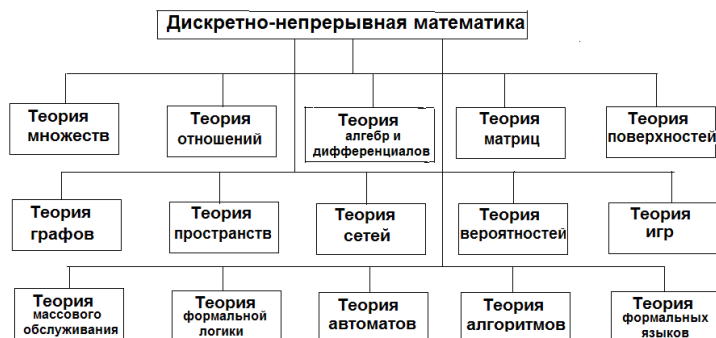 Дискретно-непрерывная математика
Теория
множеств
Теория
отношений
Теория
алгебр и
дифференциалов
Теория
матриц
Теория
поверхностей
Теория
графов
Теория
пространств
Теория
сетей
Теория
вероятностей
Теория
игр
Теория
массового
обслуживания
Теория
формальной
логики
Теория
автоматов
Теория
алгоритмов
Теория
формальных
языков